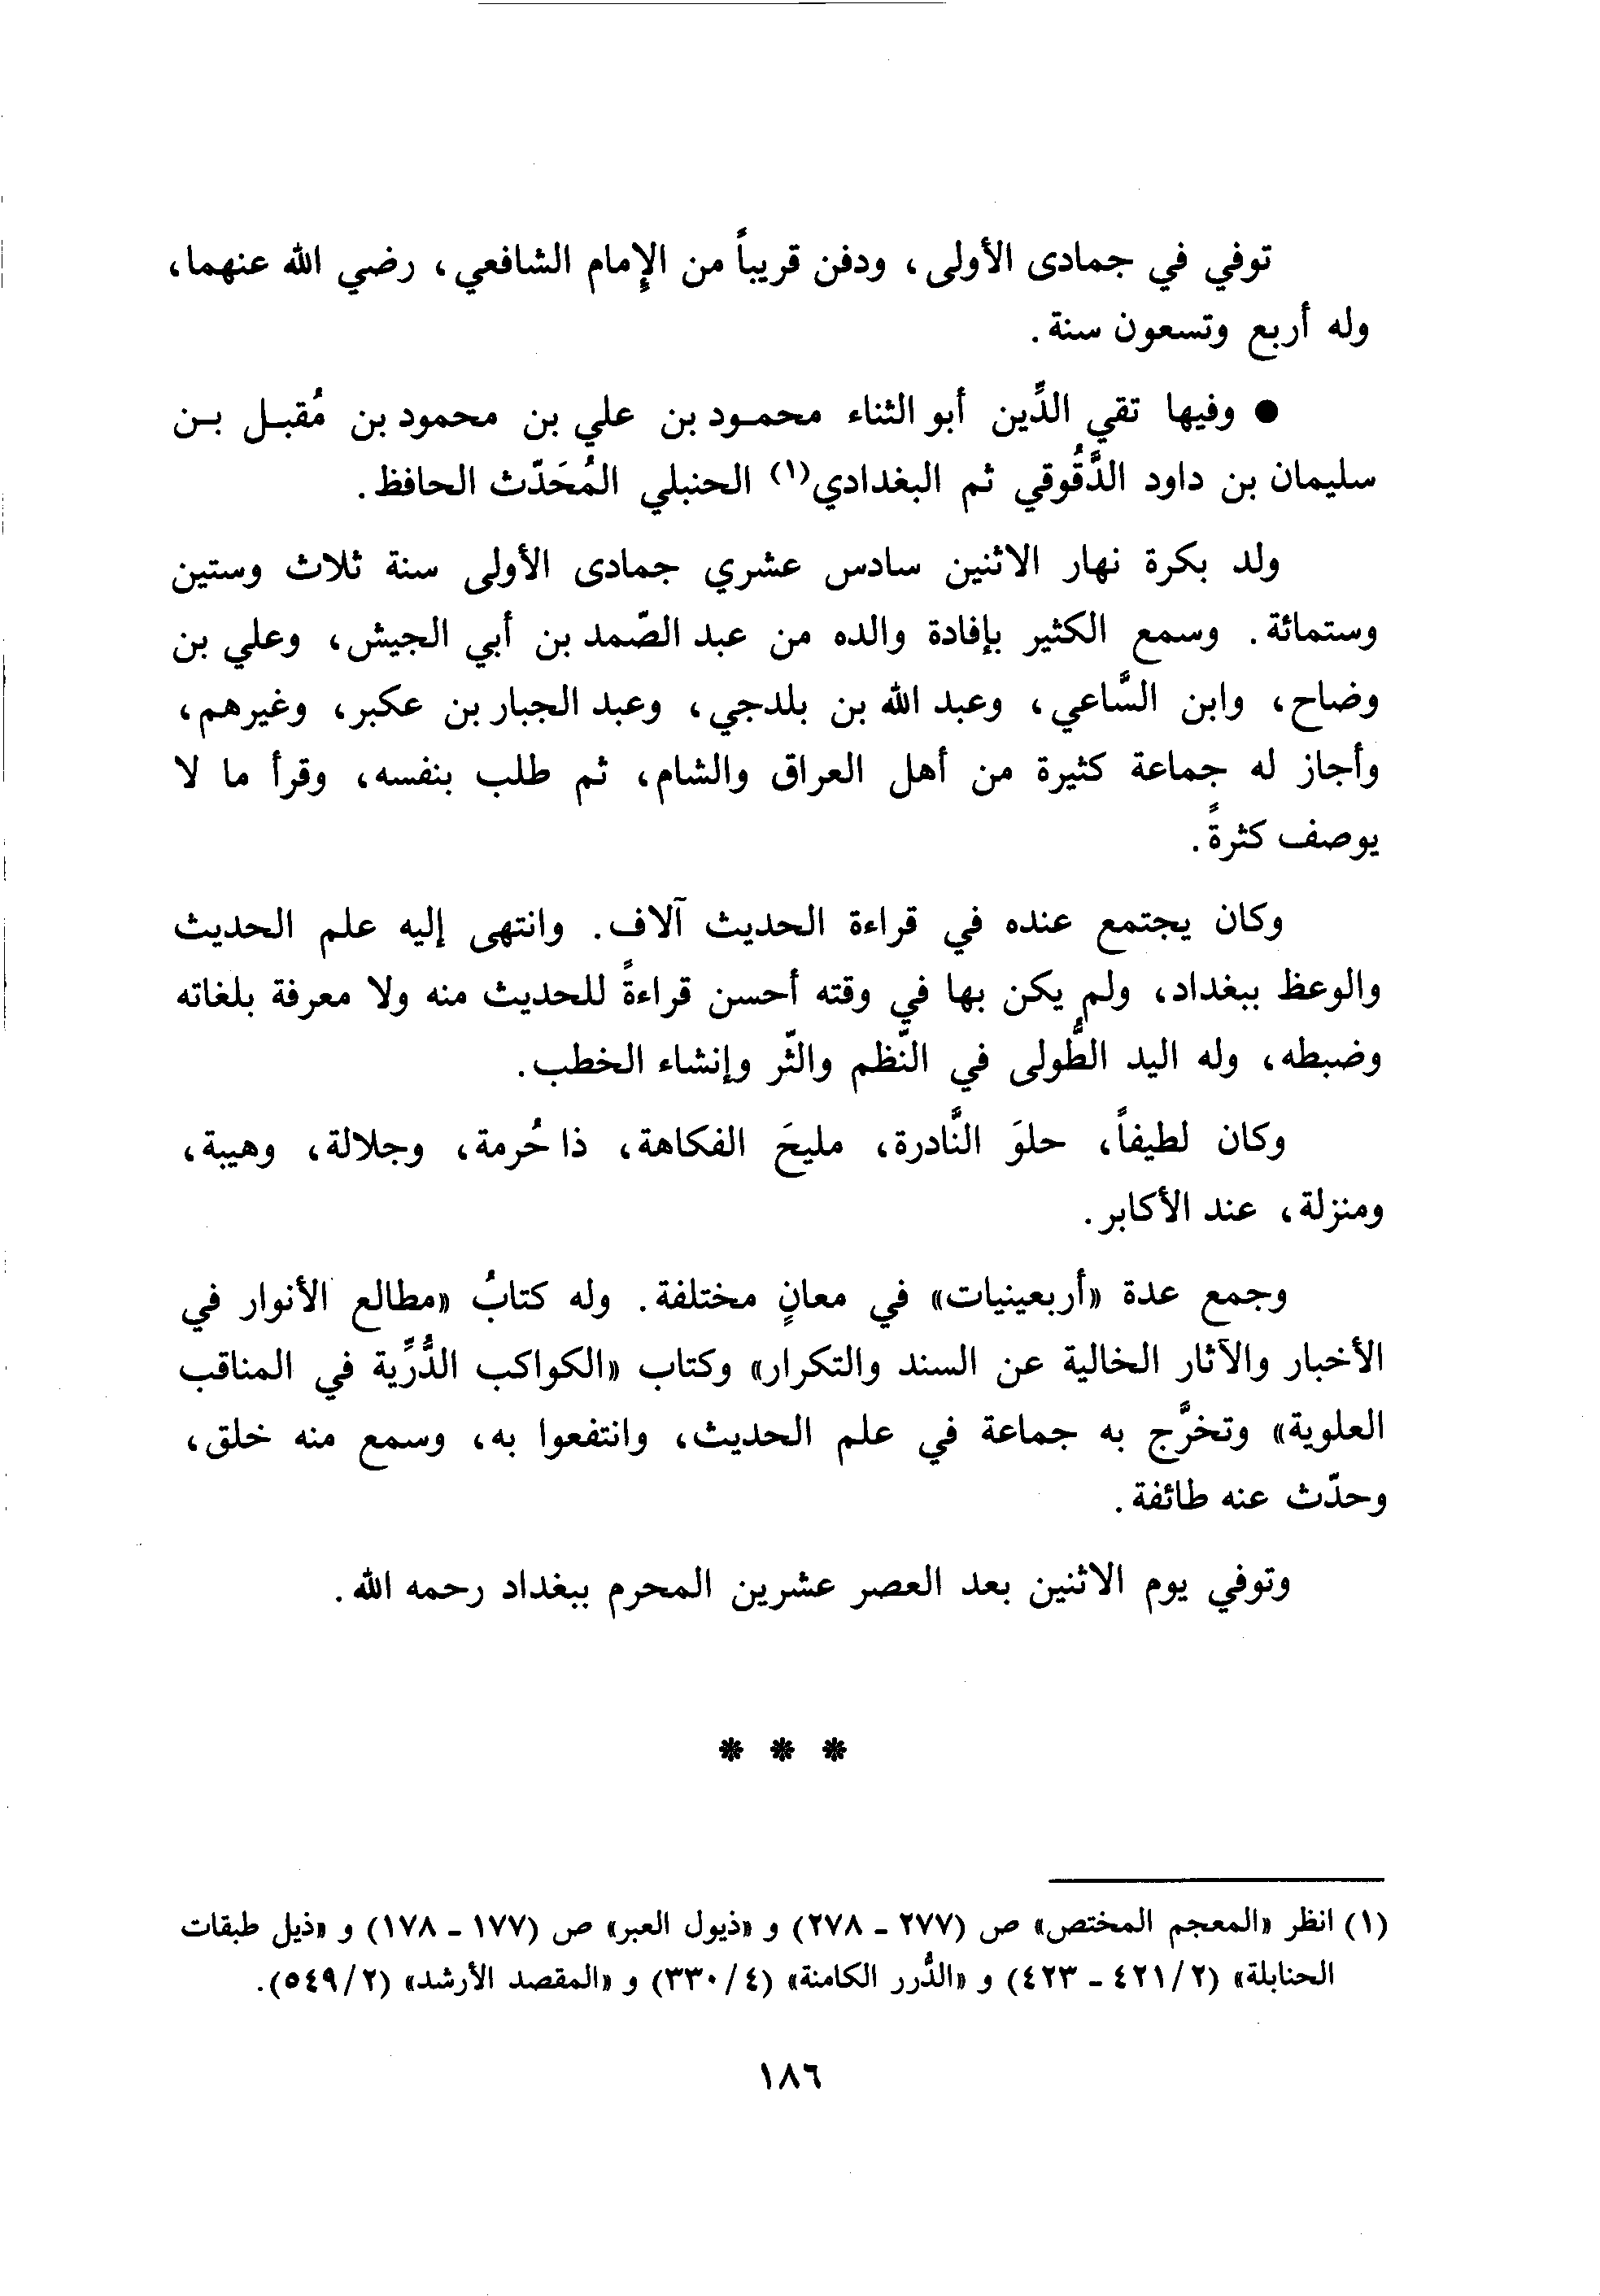 توفي في جمادى الأولى، ودفن قريباً من الإمام الشافعي، رضي الله عنهما،
وله أربع وتسعون سنة.
● وفيها تقي الدِّين أبو الثناء محمود بن علي بن محمود بن مُقبل بن
سليمان بن داود الدَّقُوقي ثم البغدادي(١) الحنبلي المُحَدّث الحافظ.
ولد بكرة نهار الاثنين سادس عشري جمادى الأولى سنة ثلاث وستين
وستمائة. وسمع الكثير بإفادة والده من عبد الصّمد بن أبي الجيش، وعلي بن
وضاح، وابن السَّاعي، وعبد الله بن بلدجي، وعبد الجبار بن عكبر، وغيرهم،
وأجاز له جماعة كثيرة من أهل العراق والشام، ثم طلب بنفسه، وقرأ ما لا
يوصف كثرةً.
وكان يجتمع عنده في قراءة الحديث آلاف. وانتهى إليه علم الحديث
والوعظ ببغداد، ولم يكن بها في وقته أحسن قراءةً للحديث منه ولا معرفة بلغاته
وضبطه، وله اليد الطُّولى في النّظم والنّثر وإنشاء الخطب.
وكان لطيفاً، حلوَ النَّادرة، مليحَ الفكاهة، ذا حُرمة، وجلالة، وهيبة،
ومنزلة، عند الأكابر.
وجمع عدة «أربعينيات» في معانٍ مختلفة. وله كتابُ «مطالع الأنوار في
الأخبار والآثار الخالية عن السند والتكرار» وكتاب «الكواكب الدُّرِّية في المناقب
العلوية» وتخرَّج به جماعة في علم الحديث، وانتفعوا به، وسمع منه خلق،
وحدّث عنه طائفة.
وتوفي يوم الاثنين بعد العصر عشرين المحرم ببغداد رحمه الله.
* * *
(١) انظر «المعجم المختص» ص (٢٧٧ - ٢٧٨) و «ذيول العبر» ص (١٧٧ - ١٧٨) و «ذيل طبقات
الحنابلة» (٤٢١/٢ - ٤٢٣) و «الدُّرر الكامنة» (٣٣٠/٤) و «المقصد الأرشد» (٥٤٩/٢).
١٨٦